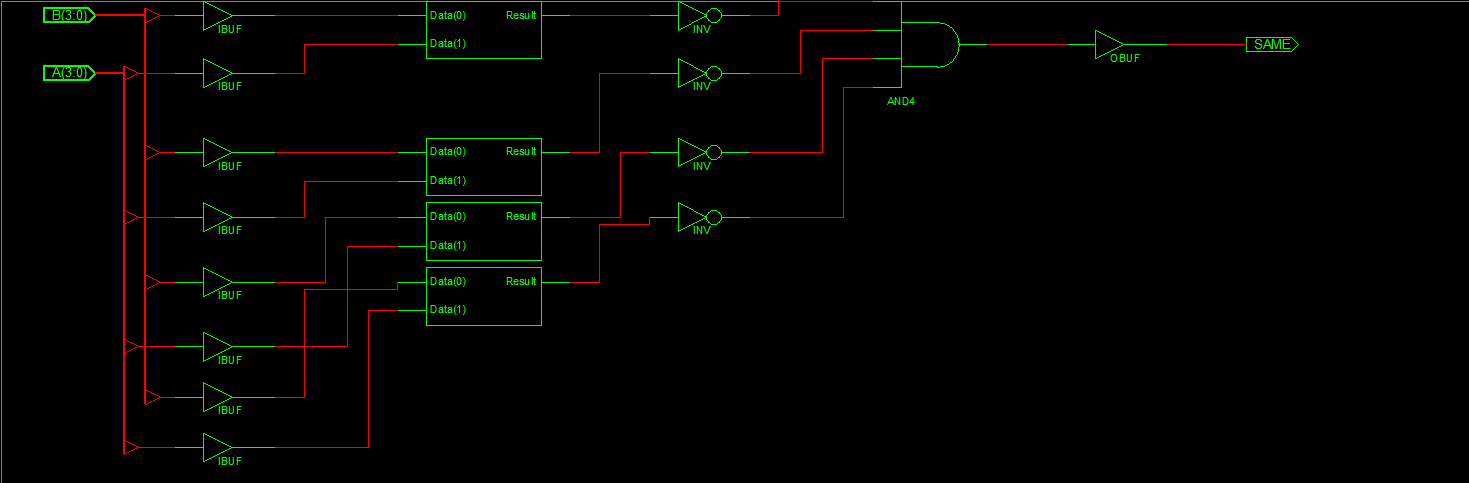 B(3:0)
IBUF
Data(0) Result
Data(1)
INV
A(3:0)
IBUF
INV
AND4
OBUF
SAME
IBUF
Data(0) Result
Data(1)
INV
IBUF
Data(0) Result
Data(1)
INV
IBUF
Data(0) Result
Data(1)
IBUF
IBUF
IBUF